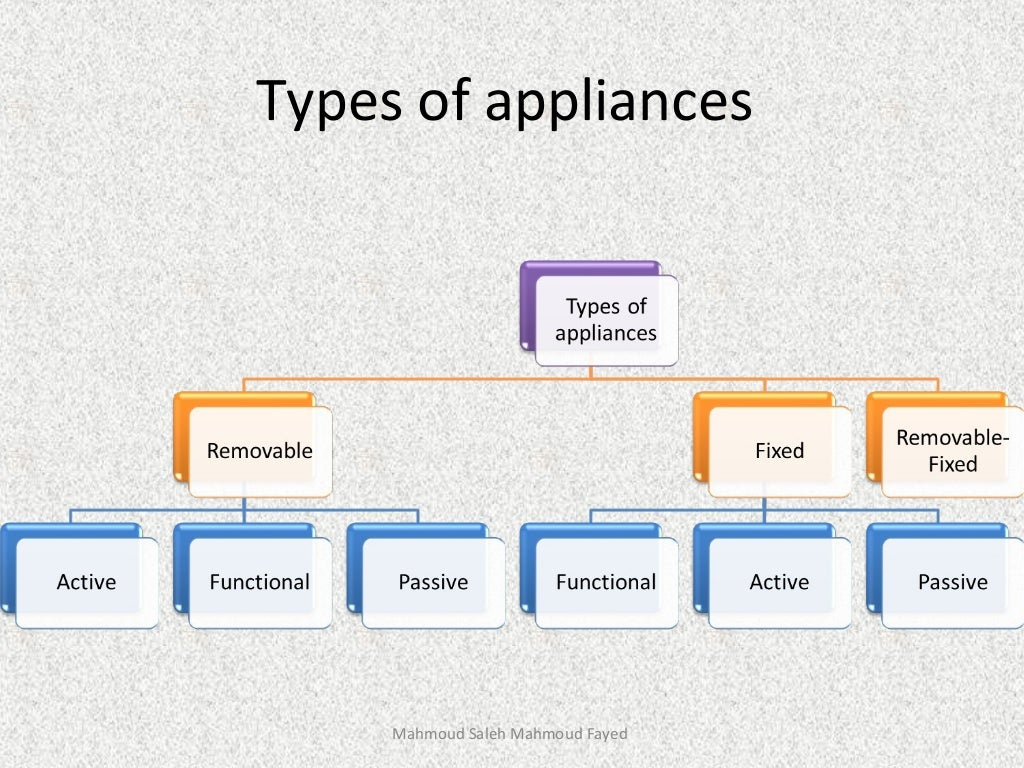 Types of appliances
Types of
appliances
Removable
Fixed
Removable-
Fixed
Active
Functional
Passive
Functional
Active
Passive
Mahmoud Saleh Mahmoud Fayed